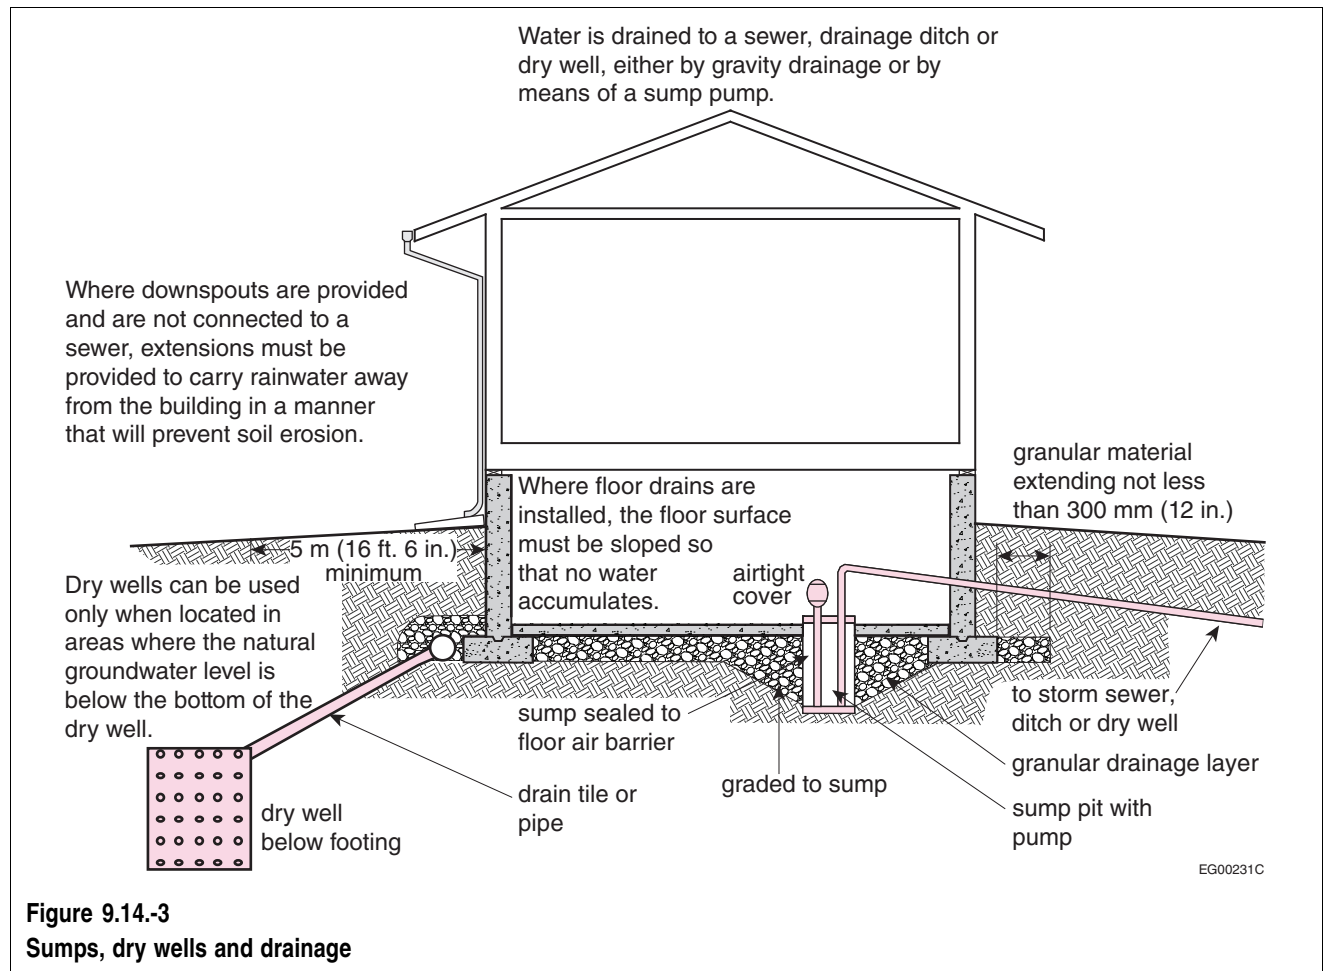 Water is drained to a sewer, drainage ditch or
dry well, either by gravity drainage or by
means of a sump pump.
Where downspouts are provided
and are not connected to a
sewer, extensions must be
provided to carry rainwater away
from the building in a manner
that will prevent soil erosion.
granular material
extending not less
than 300 mm (12 in.)
Where floor drains are
installed, the floor surface
must be sloped so
that no water
accumulates.
5 m (16 ft. 6 in.)
minimum
airtight
cover
Dry wells can be used
only when located in
areas where the natural
groundwater level is
below the bottom of the
dry well.
sump sealed to
floor air barrier
to storm sewer,
ditch or dry well
granular drainage layer
graded to sump
drain tile or
pipe
sump pit with
pump
dry well
below footing
EG00231C
Figure 9.14.-3
Sumps, dry wells and drainage